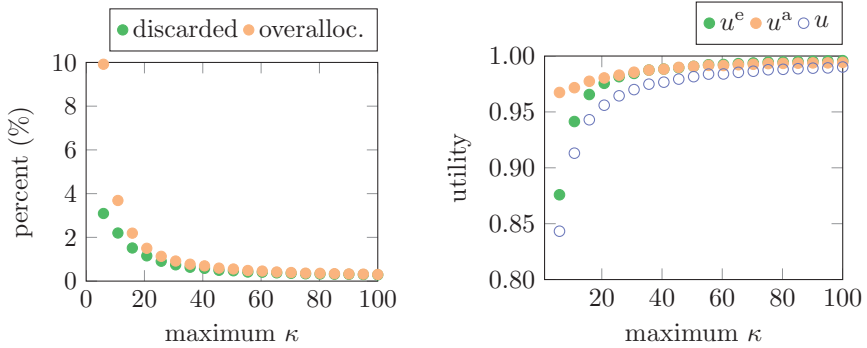 discarded overalloc.
10
8
6
4
2
0
percent (%)
0 20 40 60 80 100
maximum κ
uᵉ uᵃ u
1.00
0.95
0.90
0.85
0.80
utility
20 40 60 80 100
maximum κ